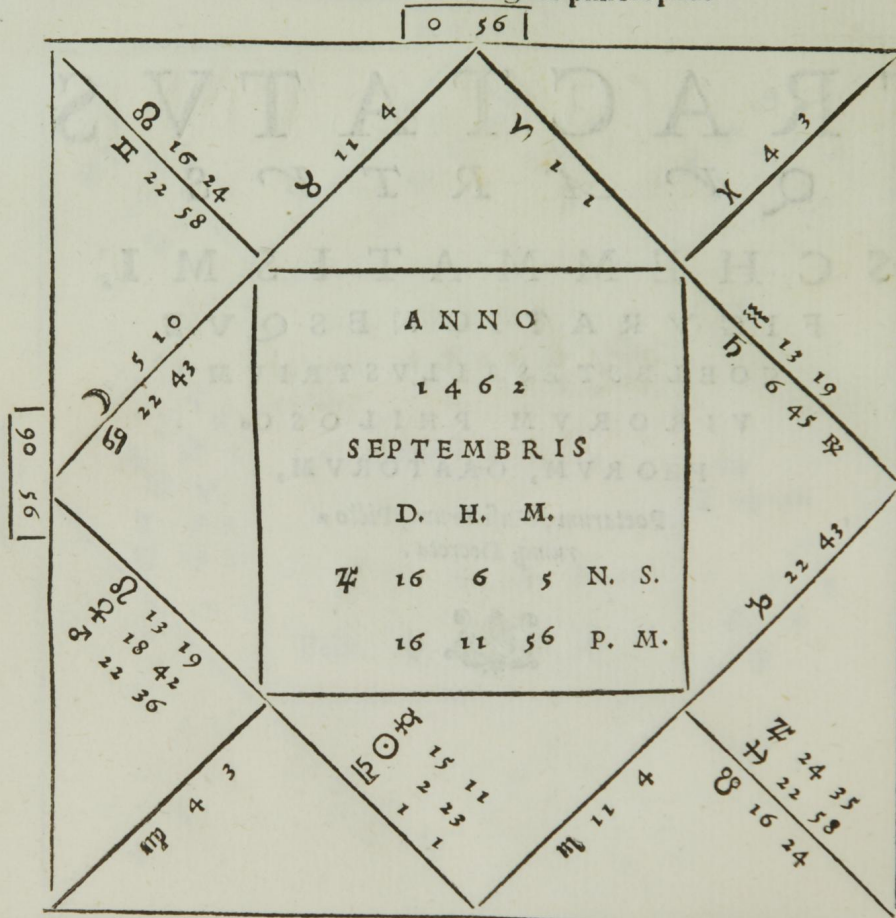 0 56
☊ 16 24
♊ 22 58
♉ 11 4
♈ 1 1
♓ 4 3
☽ 5 10
♋ 22 43
♒ 13 19
♄ 6 45 ℞
ANNO
1462
SEPTEMBRIS
D. H. M.
♃ 16 6 5 N. S.
16 11 56 P. M.
90 56
♑ 22 43
♌ 13 19
18 42
♀ 22 36
♍ 4 3
☿ 15 11
☉ 2 23
♎ 1 1
♏ 11 4
♃ 24 35
♐ 22 58
☋ 16 24